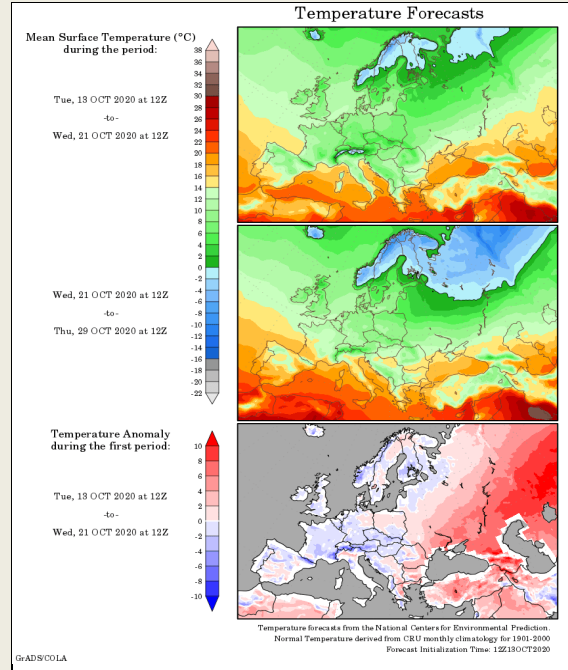 Temperature Forecasts
Mean Surface Temperature (°C)
during the period:
Tue, 13 OCT 2020 at 12Z
-to-
Wed, 21 OCT 2020 at 12Z
38
36
34
32
30
28
26
24
22
20
18
16
14
12
10
8
6
4
2
0
-2
-4
-6
-8
-10
-12
-14
-16
-18
-20
-22
Wed, 21 OCT 2020 at 12Z
-to-
Thu, 29 OCT 2020 at 12Z
Temperature Anomaly
during the first period:
Tue, 13 OCT 2020 at 12Z
-to-
Wed, 21 OCT 2020 at 12Z
10
8
6
4
2
0
-2
-4
-6
-8
-10
Temperature forecasts from the National Centers for Environmental Prediction.
Normal Temperature derived from CRU monthly climatology for 1901-2000
Forecast Initialization Time: 12Z13OCT2020
GrADS/COLA